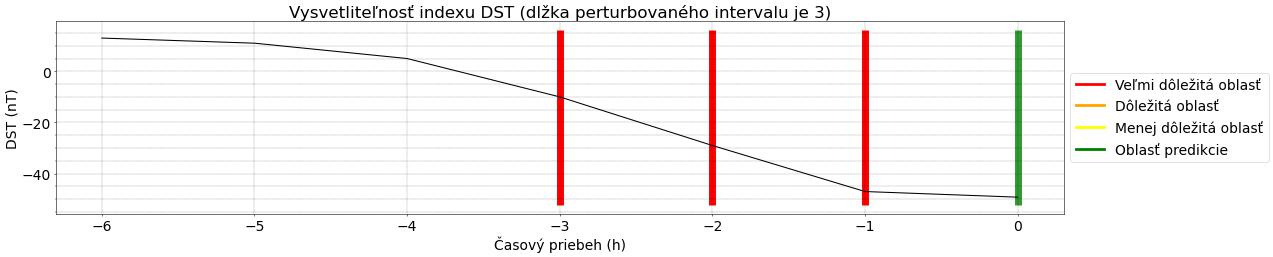 Vysvetliteľnosť indexu DST (dĺžka perturbovaného intervalu je 3)
0
−20
−40
DST (nT)
−6
−5
−4
−3
−2
−1
0
Časový priebeh (h)
Veľmi dôležitá oblasť
Dôležitá oblasť
Menej dôležitá oblasť
Oblasť predikcie